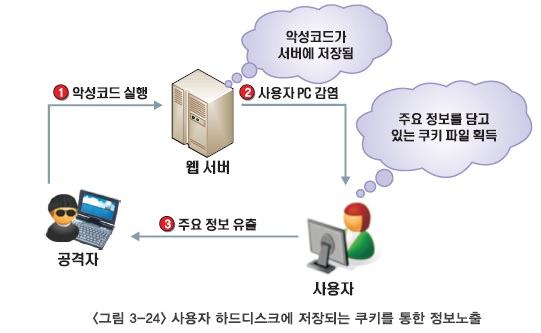 악성코드가
서버에 저장됨
1 악성코드 실행
2 사용자 PC 감염
주요 정보를 담고
있는 쿠키 파일 획득
웹 서버
3 주요 정보 유출
공격자
사용자
<그림 3-24> 사용자 하드디스크에 저장되는 쿠키를 통한 정보노출